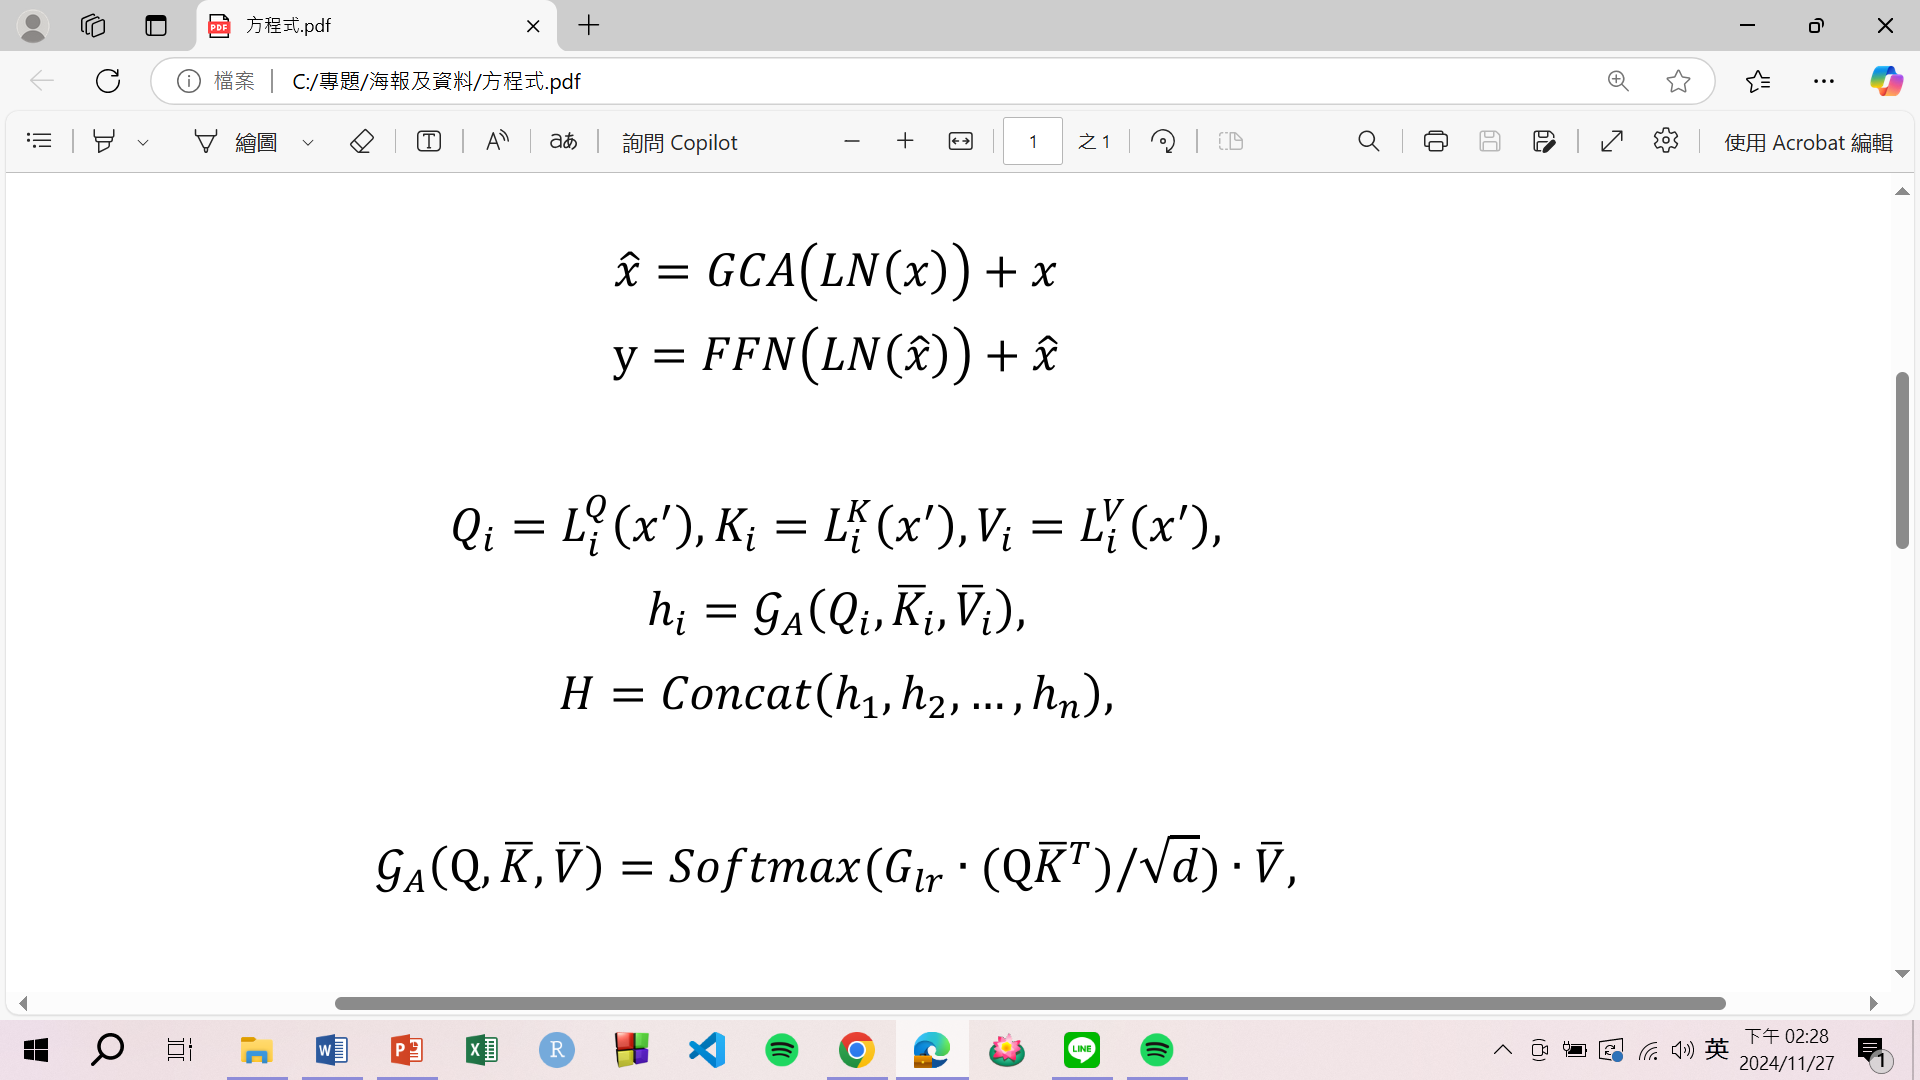 方程式.pdf
檔案 C:/專題/海報及資料/方程式.pdf
繪圖 T A aあ 詢問 Copilot 1 之 1 使用 Acrobat 編輯
x̂ = GCA(LN(x)) + x
y = FFN(LN(x̂)) + x̂
Qᵢ = Lᵢ^Q(x′), Kᵢ = Lᵢ^K(x′), Vᵢ = Lᵢ^V(x′),
hᵢ = 𝒢_A(Qᵢ, K̅ᵢ, V̅ᵢ),
H = Concat(h₁, h₂, … , hₙ),
𝒢_A(Q, K̅, V̅) = Softmax(G_lr · (QK̅^T)/√d) · V̅,
英 下午 02:28
2024/11/27 1